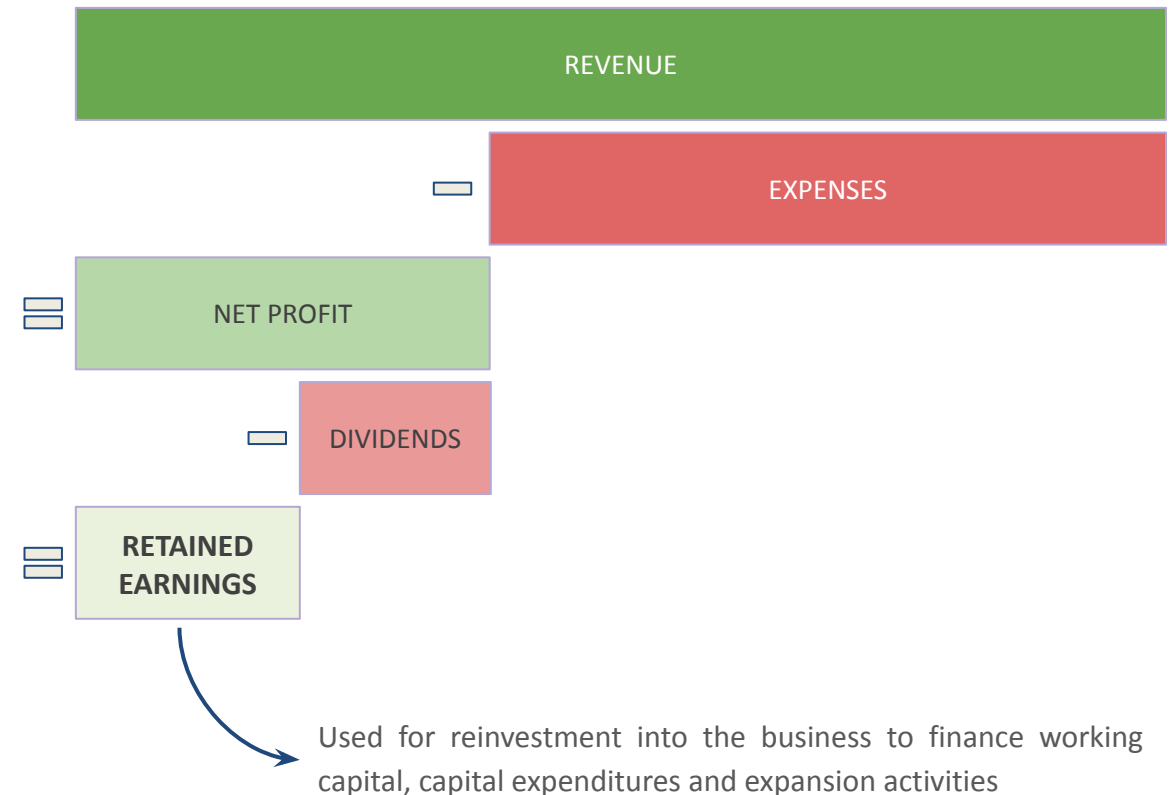 REVENUE
EXPENSES
NET PROFIT
DIVIDENDS
RETAINED
EARNINGS
Used for reinvestment into the business to finance working
capital, capital expenditures and expansion activities